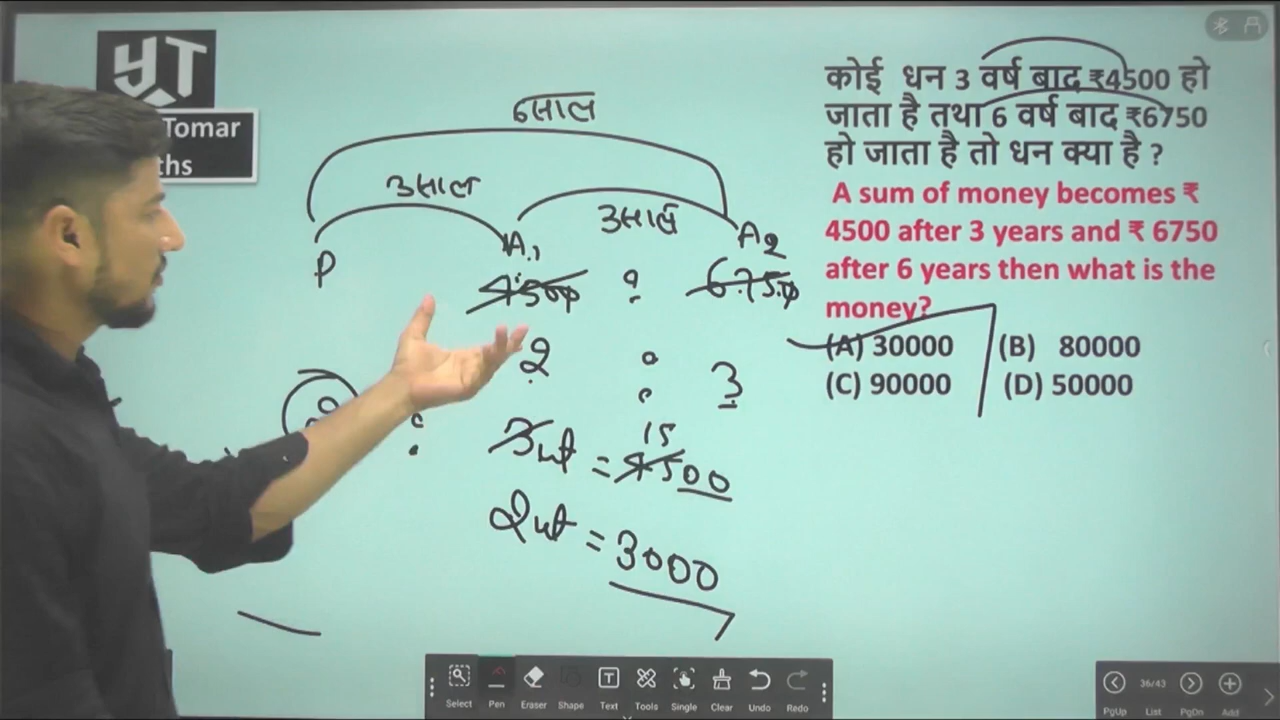 YT
Tomar
ths
कोई धन 3 वर्ष बाद ₹4500 हो
जाता है तथा 6 वर्ष बाद ₹6750
हो जाता है तो धन क्या है ?
A sum of money becomes ₹
4500 after 3 years and ₹ 6750
after 6 years then what is the
money?
(A) 30000 (B) 80000
(C) 90000 (D) 50000
6साल
3साल
3साल
P A1 A2
4500 : 6750
2 : 3
3ut = 4500
15
2ut = 3000
Select Pen Eraser Shape Text Tools Single Clear Undo Redo
36/43
PgUp List PgDn Add